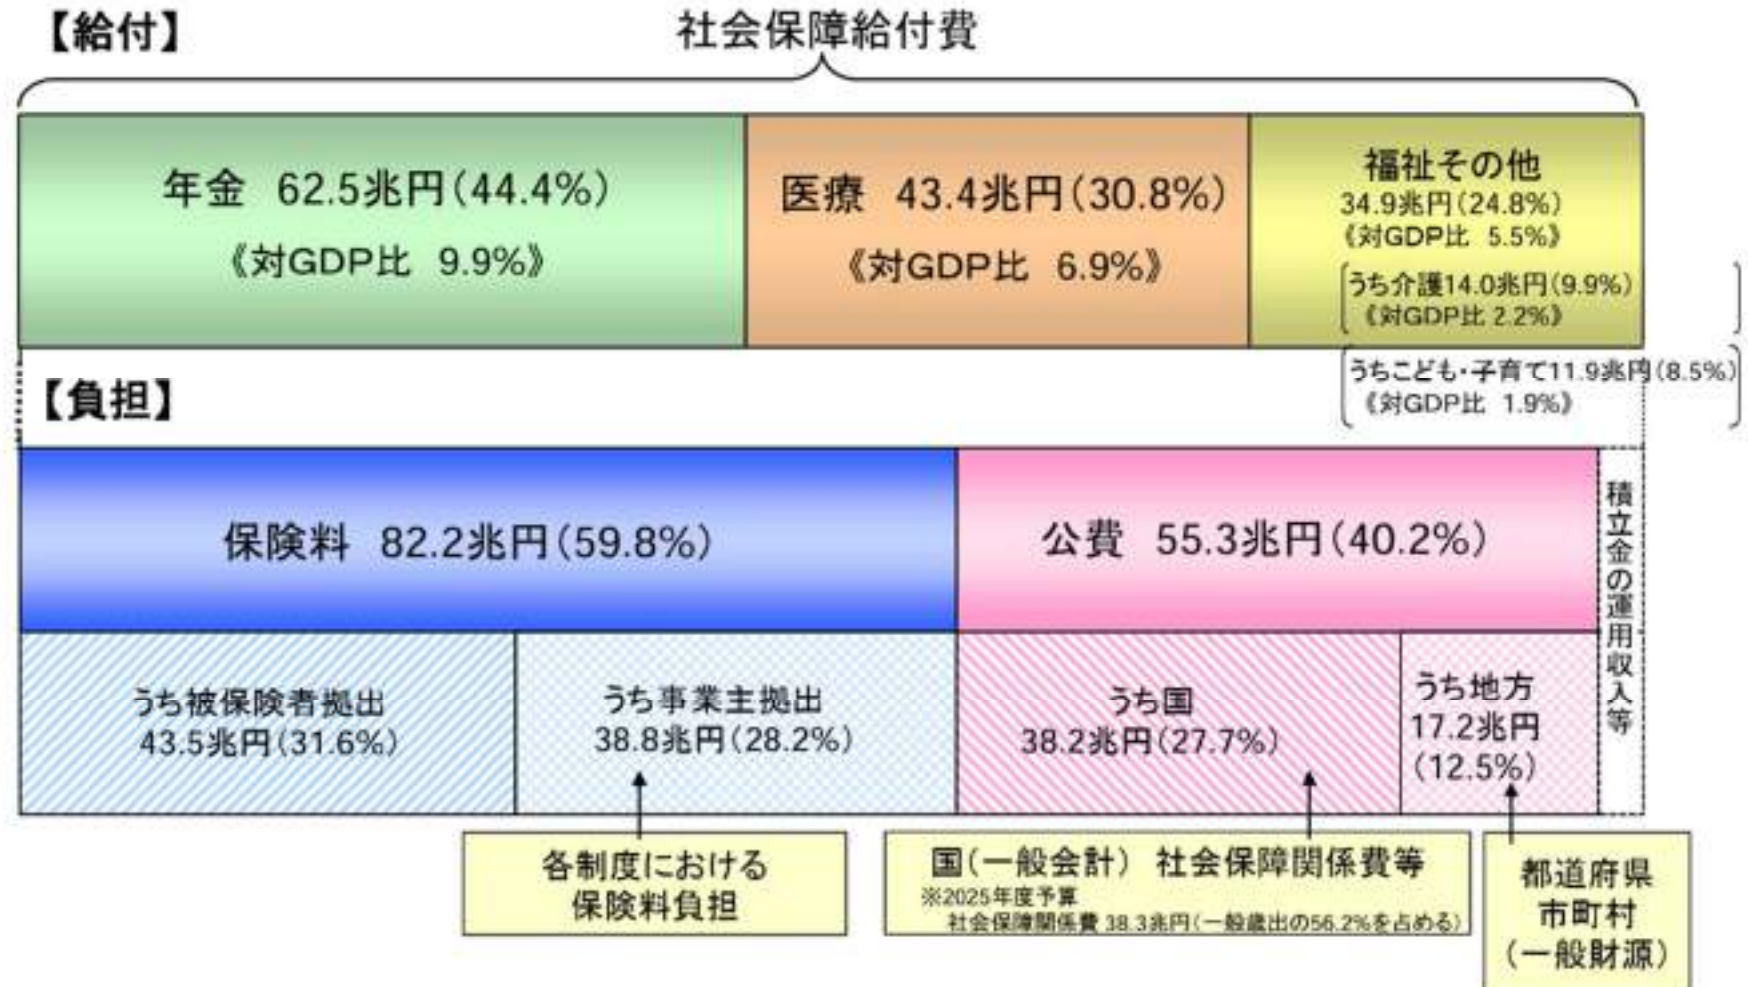 【給付】
社会保障給付費
年金 62.5兆円(44.4%)
《対GDP比 9.9%》
医療 43.4兆円(30.8%)
《対GDP比 6.9%》
福祉その他
34.9兆円(24.8%)
《対GDP比 5.5%》
うち介護14.0兆円(9.9%)
《対GDP比 2.2%》
うちこども・子育て11.9兆円(8.5%)
《対GDP比 1.9%》
【負担】
保険料 82.2兆円(59.8%)
公費 55.3兆円(40.2%)
積立金の運用収入等
うち被保険者拠出
43.5兆円(31.6%)
うち事業主拠出
38.8兆円(28.2%)
うち国
38.2兆円(27.7%)
うち地方
17.2兆円
(12.5%)
各制度における
保険料負担
国(一般会計) 社会保障関係費等
※2025年度予算
社会保障関係費 38.3兆円(一般歳出の56.2%を占める)
都道府県
市町村
(一般財源)